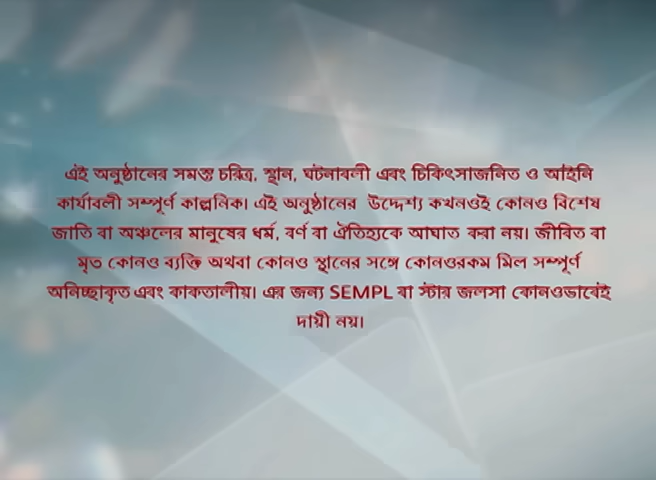 এই অনুষ্ঠানের সমস্ত চরিত্র, স্থান, ঘটনাবলী এবং চিকিৎসাজনিত ও আইনি
কার্যাবলী সম্পূর্ণ কাল্পনিক। এই অনুষ্ঠানের উদ্দেশ্য কখনওই কোনও বিশেষ
জাতি বা অঞ্চলের মানুষের ধর্ম, বর্ণ বা ঐতিহ্যকে আঘাত করা নয়। জীবিত বা
মৃত কোনও ব্যক্তি অথবা কোনও স্থানের সঙ্গে কোনওরকম মিল সম্পূর্ণ
অনিচ্ছাকৃত এবং কাকতালীয়। এর জন্য SEMPL বা স্টার জলসা কোনওভাবেই
দায়ী নয়।